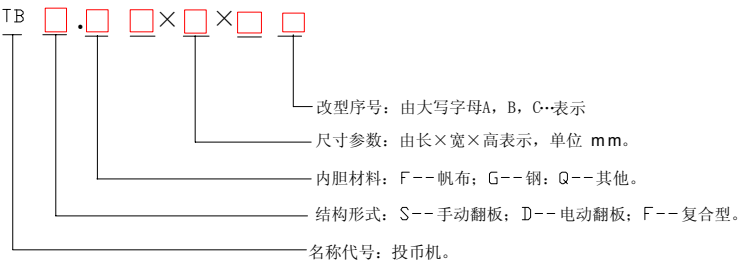 TB □.□ □×□×□ □
改型序号：由大写字母A，B，C…表示
尺寸参数：由长×宽×高表示，单位 mm。
内胆材料：F--帆布；G--钢：Q--其他。
结构形式：S--手动翻板；D--电动翻板；F--复合型。
名称代号：投币机。